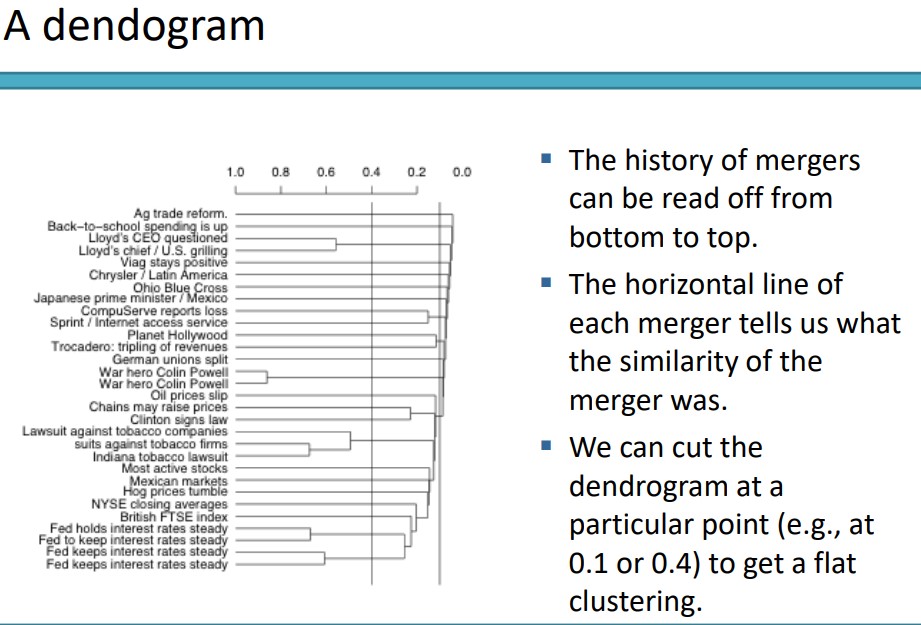 A dendogram
1.0 0.8 0.6 0.4 0.2 0.0
Ag trade reform.
Back−to−school spending is up
Lloyd's CEO questioned
Lloyd's chief / U.S. grilling
Viag stays positive
Chrysler / Latin America
Ohio Blue Cross
Japanese prime minister / Mexico
CompuServe reports loss
Sprint / Internet access service
Planet Hollywood
Trocadero: tripling of revenues
German unions split
War hero Colin Powell
War hero Colin Powell
Oil prices slip
Chains may raise prices
Clinton signs law
Lawsuit against tobacco companies
suits against tobacco firms
Indiana tobacco lawsuit
Most active stocks
Mexican markets
Hog prices tumble
NYSE closing averages
British FTSE index
Fed holds interest rates steady
Fed to keep interest rates steady
Fed keeps interest rates steady
Fed keeps interest rates steady
▪ The history of mergers
can be read off from
bottom to top.
▪ The horizontal line of
each merger tells us what
the similarity of the
merger was.
▪ We can cut the
dendrogram at a
particular point (e.g., at
0.1 or 0.4) to get a flat
clustering.